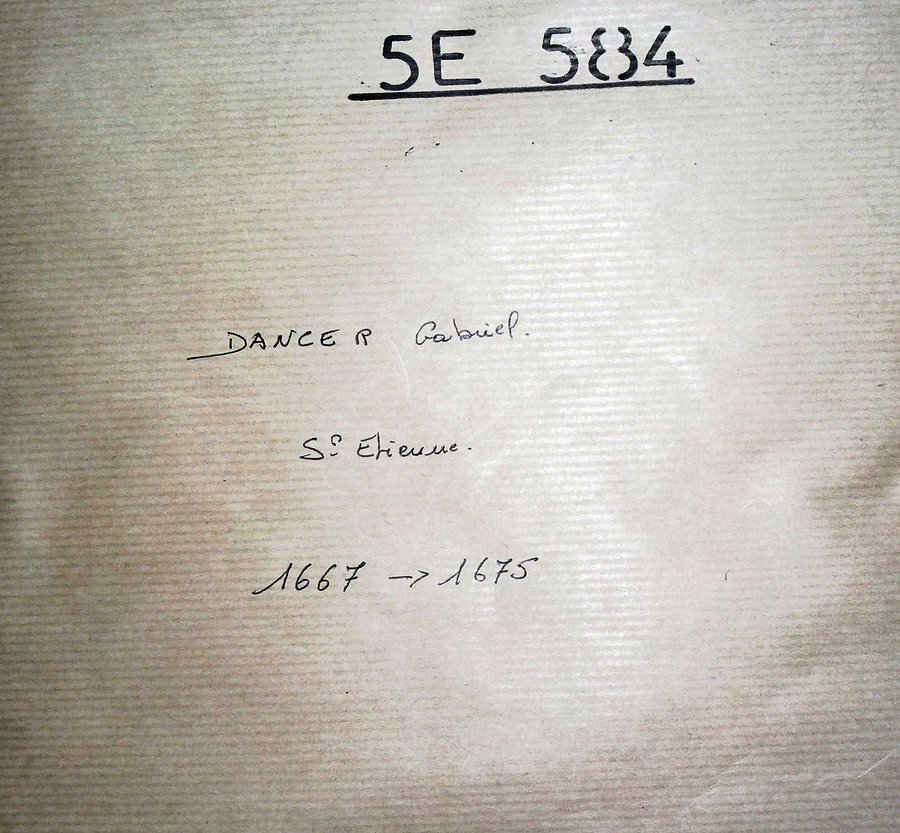 5E 584
DANCER Gabriel.
St Etienne.
1667 -> 1675